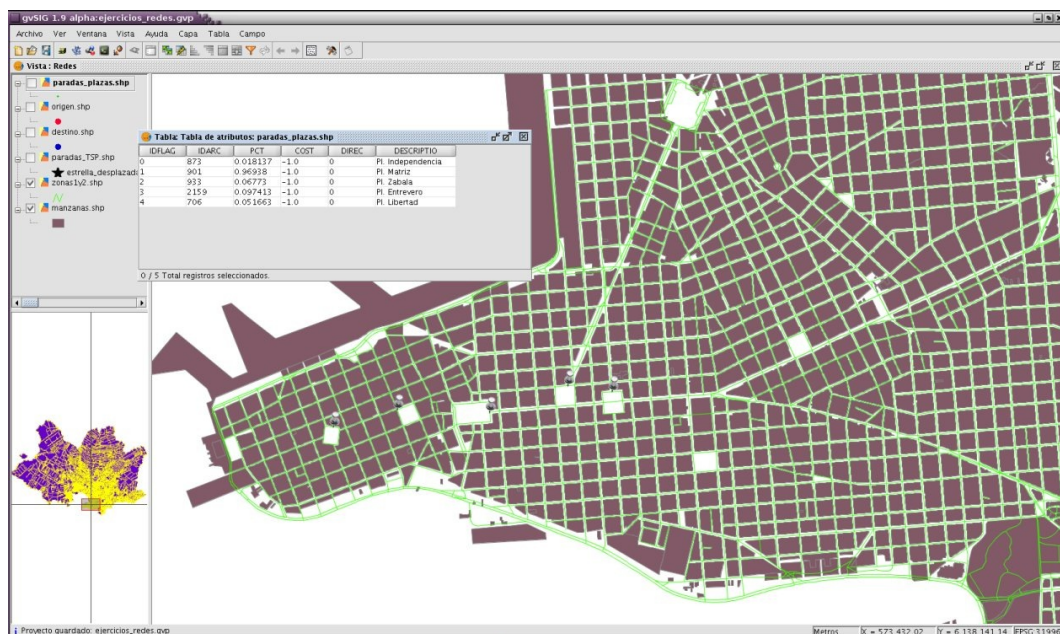 gvSIG 1.9 alpha:ejercicios_redes.gvp
Archivo Ver Ventana Vista Ayuda Capa Tabla Campo
Vista : Redes
paradas_plazas.shp
origen.shp
destino.shp
paradas_TSP.shp
estrella_desplazada
zonas1y2.shp
manzanas.shp
Tabla: Tabla de atributos: paradas_plazas.shp
IDFLAG IDARC PCT COST DIREC DESCRIPTIO
0 873 0.018137 -1.0 0 Pl. Independencia
1 901 0.96938 -1.0 0 Pl. Matriz
2 933 0.06773 -1.0 0 Pl. Zabala
3 2159 0.097413 -1.0 0 Pl. Entrevero
4 706 0.051663 -1.0 0 Pl. Libertad
0 / 5 Total registros seleccionados.
Proyecto guardado: ejercicios_redes.gvp Metros X = 573.432,02 Y = 6.138.141,14 EPSG:31996